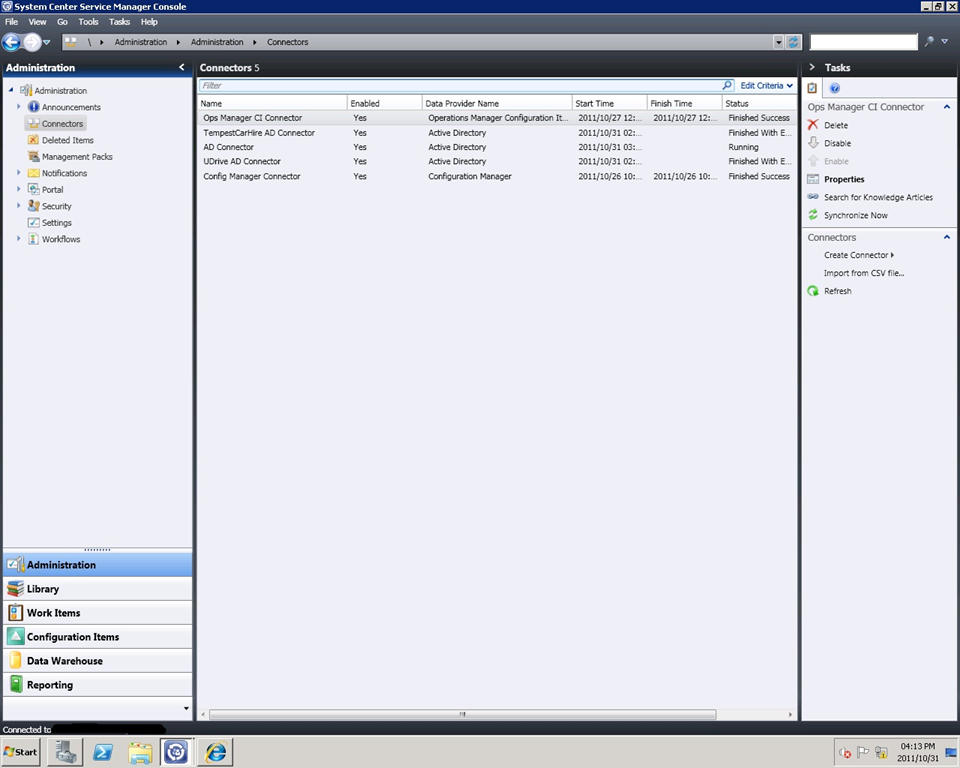 System Center Service Manager Console
File View Go Tools Tasks Help
\ Administration Administration Connectors
Administration
Administration
Announcements
Connectors
Deleted Items
Management Packs
Notifications
Portal
Security
Settings
Workflows
Administration
Library
Work Items
Configuration Items
Data Warehouse
Reporting
Connectors 5
Filter Edit Criteria
Name Enabled Data Provider Name Start Time Finish Time Status
Ops Manager CI Connector Yes Operations Manager Configuration It... 2011/10/27 12:... 2011/10/27 12:... Finished Success
TempestCarHire AD Connector Yes Active Directory 2011/10/31 02:... Finished With E...
AD Connector Yes Active Directory 2011/10/31 03:... Running
UDrive AD Connector Yes Active Directory 2011/10/31 02:... Finished With E...
Config Manager Connector Yes Configuration Manager 2011/10/26 10:... 2011/10/26 10:... Finished Success
Tasks
Ops Manager CI Connector
Delete
Disable
Enable
Properties
Search for Knowledge Articles
Synchronize Now
Connectors
Create Connector
Import from CSV file...
Refresh
Connected to
Start
04:13 PM
2011/10/31